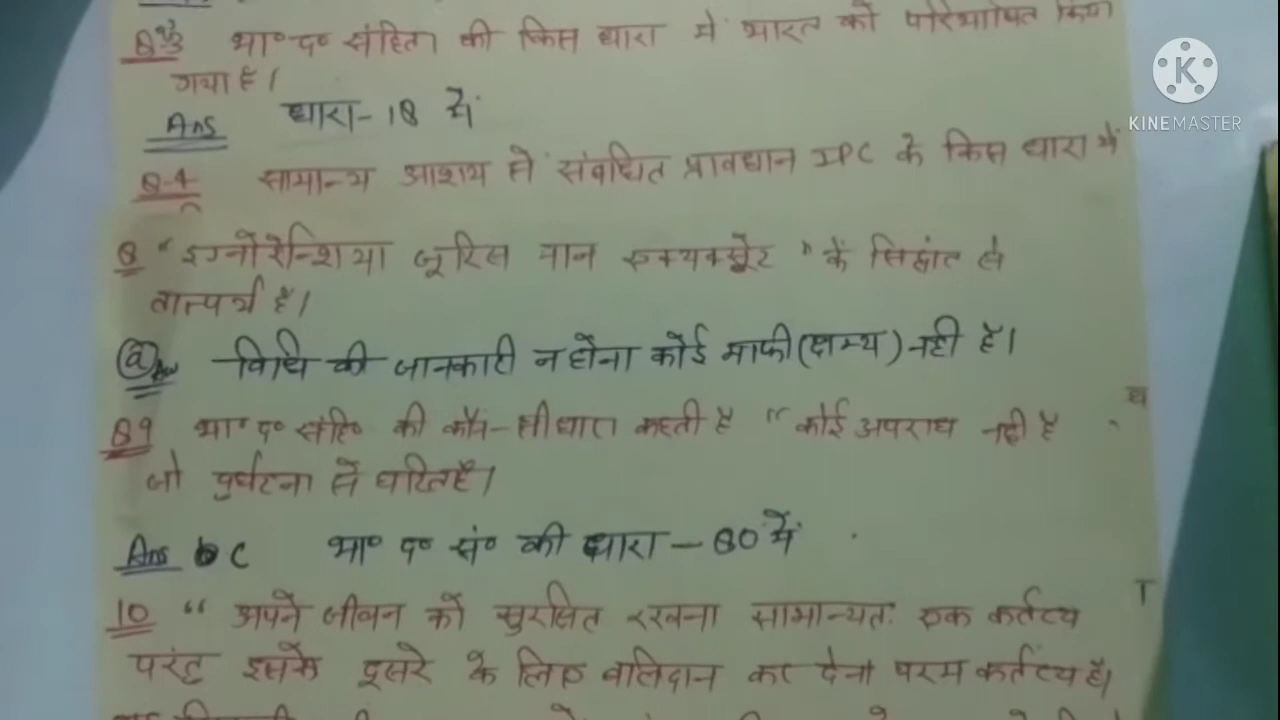 Q3 भा० द० संहिता की किस धारा में भारत को परिभाषित किया
गया है।
Ans धारा- 18 में
Q-4 सामान्य आशय से संबंधित प्रावधान IPC के किस धारा में
Q "इग्नोरेन्शिया जूरिस नान एक्सक्यूजेट" के सिद्धांत से
तात्पर्य है।
(a) Ans विधि की जानकारी न होना कोई माफी (क्षम्य) नही है।
Q9 भा० द० संहि० की कौन-सी धारा कहती है "कोई अपराध नही है
जो दुर्घटना से घटित है।
Ans C भा० द० सं० की धारा - 80 में
10 "अपने जीवन को सुरक्षित रखना सामान्यतः एक कर्तव्य
परंतु इसके दूसरे के लिए बलिदान कर देना परम कर्तव्य है।
KINEMASTER